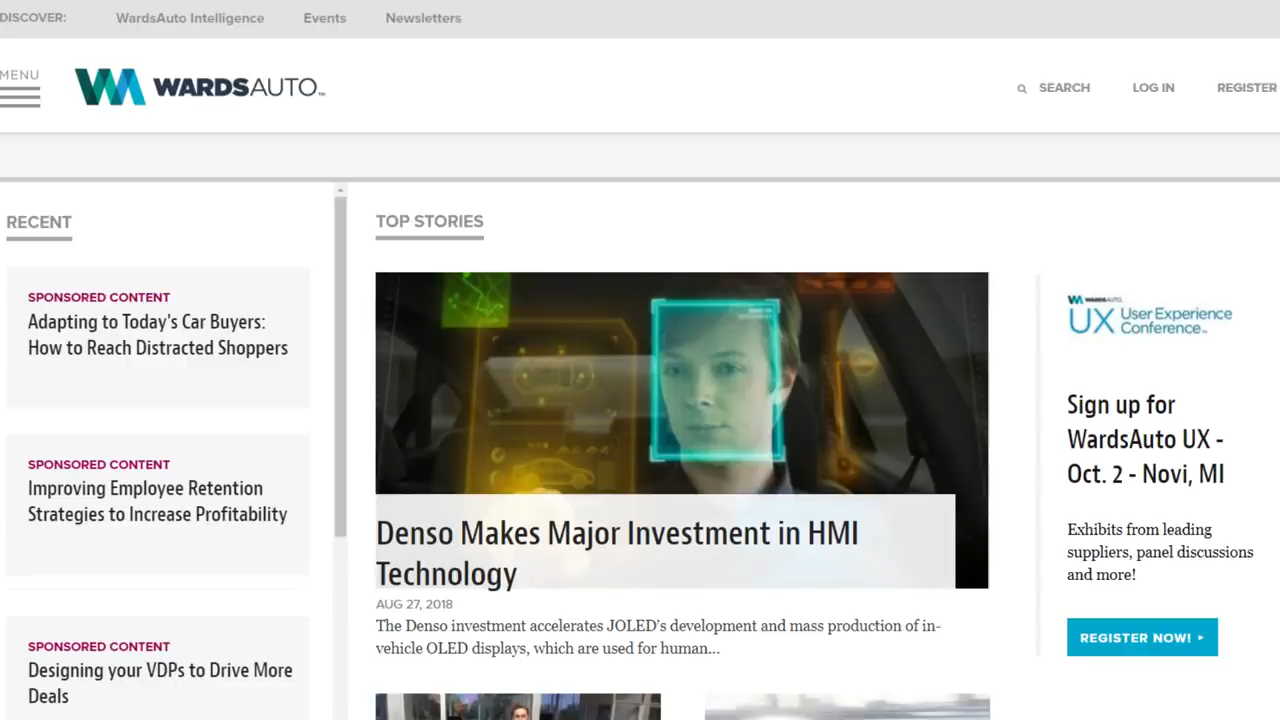 DISCOVER:
WardsAuto Intelligence
Events
Newsletters
MENU
WARDSAUTO™
SEARCH
LOG IN
REGISTER
RECENT
SPONSORED CONTENT
Adapting to Today's Car Buyers:
How to Reach Distracted Shoppers
SPONSORED CONTENT
Improving Employee Retention
Strategies to Increase Profitability
SPONSORED CONTENT
Designing your VDPs to Drive More
Deals
TOP STORIES
Denso Makes Major Investment in HMI
Technology
AUG 27, 2018
The Denso investment accelerates JOLED’s development and mass production of in-
vehicle OLED displays, which are used for human...
WARDSAUTO.
UX User Experience
Conference™
Sign up for
WardsAuto UX -
Oct. 2 - Novi, MI
Exhibits from leading
suppliers, panel discussions
and more!
REGISTER NOW!